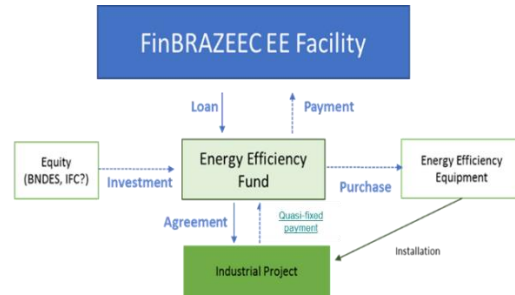 FinBRAZEEC EE Facility
Loan
Payment
Equity
(BNDES, IFC?)
Investment
Energy Efficiency
Fund
Purchase
Energy Efficiency
Equipment
Agreement
Quasi-fixed
payment
Installation
Industrial Project